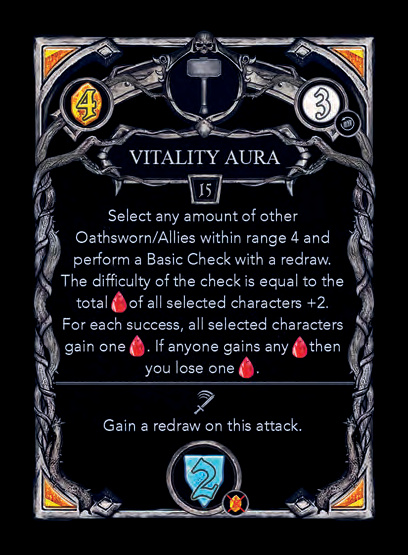 4
3
VITALITY AURA
15
Select any amount of other
Oathsworn/Allies within range 4 and
perform a Basic Check with a redraw.
The difficulty of the check is equal to the
total of all selected characters +2.
For each success, all selected characters
gain one . If anyone gains any then
you lose one .
Gain a redraw on this attack.
2